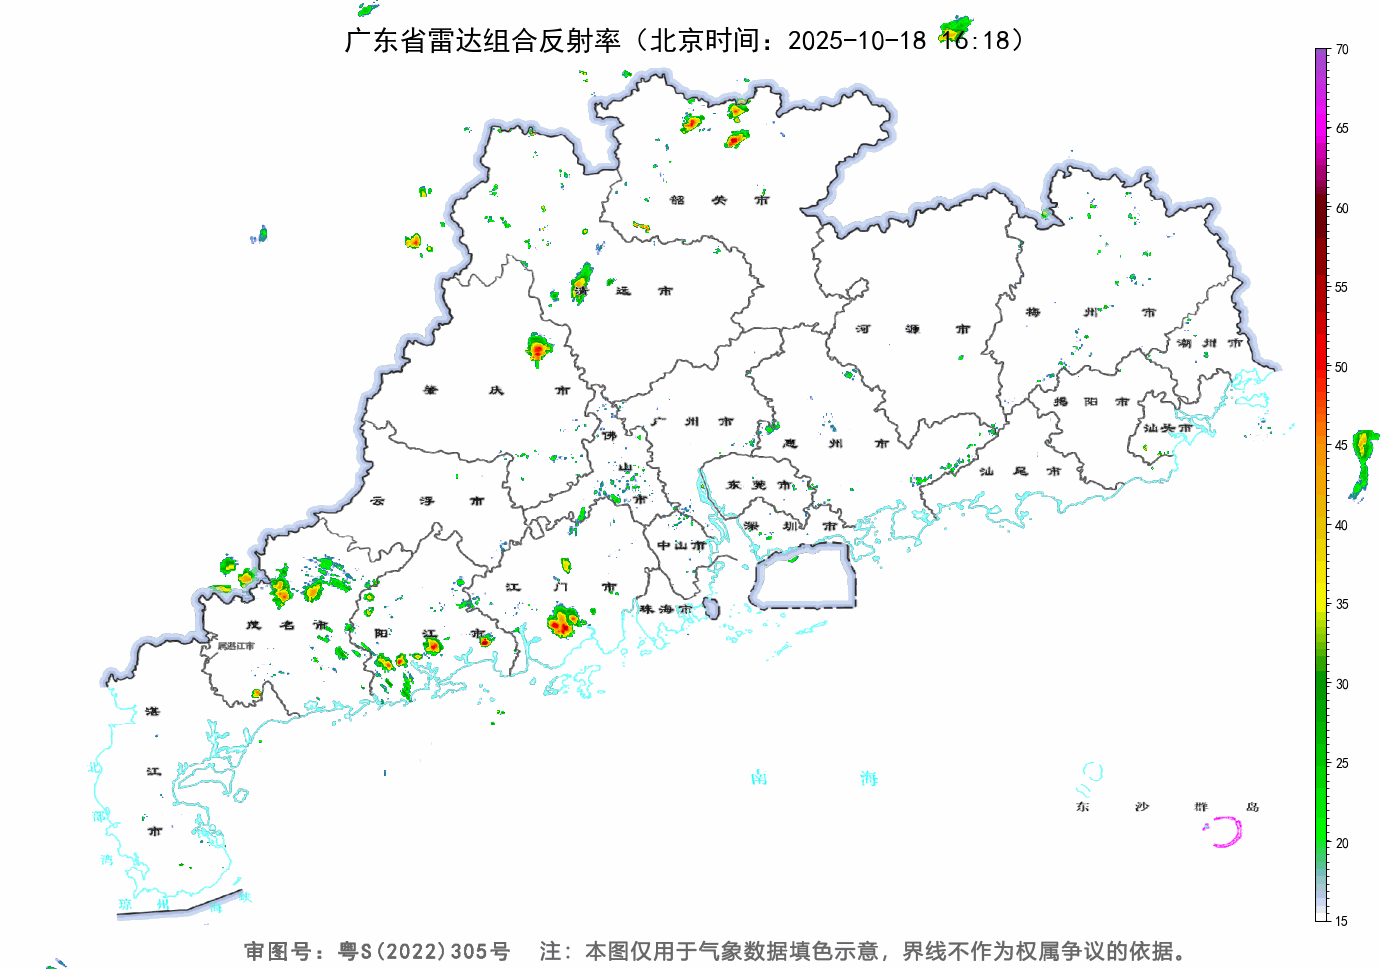 广东省雷达组合反射率（北京时间：2025-10-18 16:18）
70
65
60
55
50
45
40
35
30
25
20
15
韶关市
清远市
河源市
梅州市
潮州市
肇庆市
广州市
揭阳市
汕头市
佛山市
惠州市
汕尾市
云浮市
东莞市
深圳市
中山市
江门市
珠海市
茂名市
阳江市
属湛江市
湛江市
南海
北部湾
东沙群岛
琼州海峡
审图号：粤S(2022)305号 注：本图仅用于气象数据填色示意，界线不作为权属争议的依据。